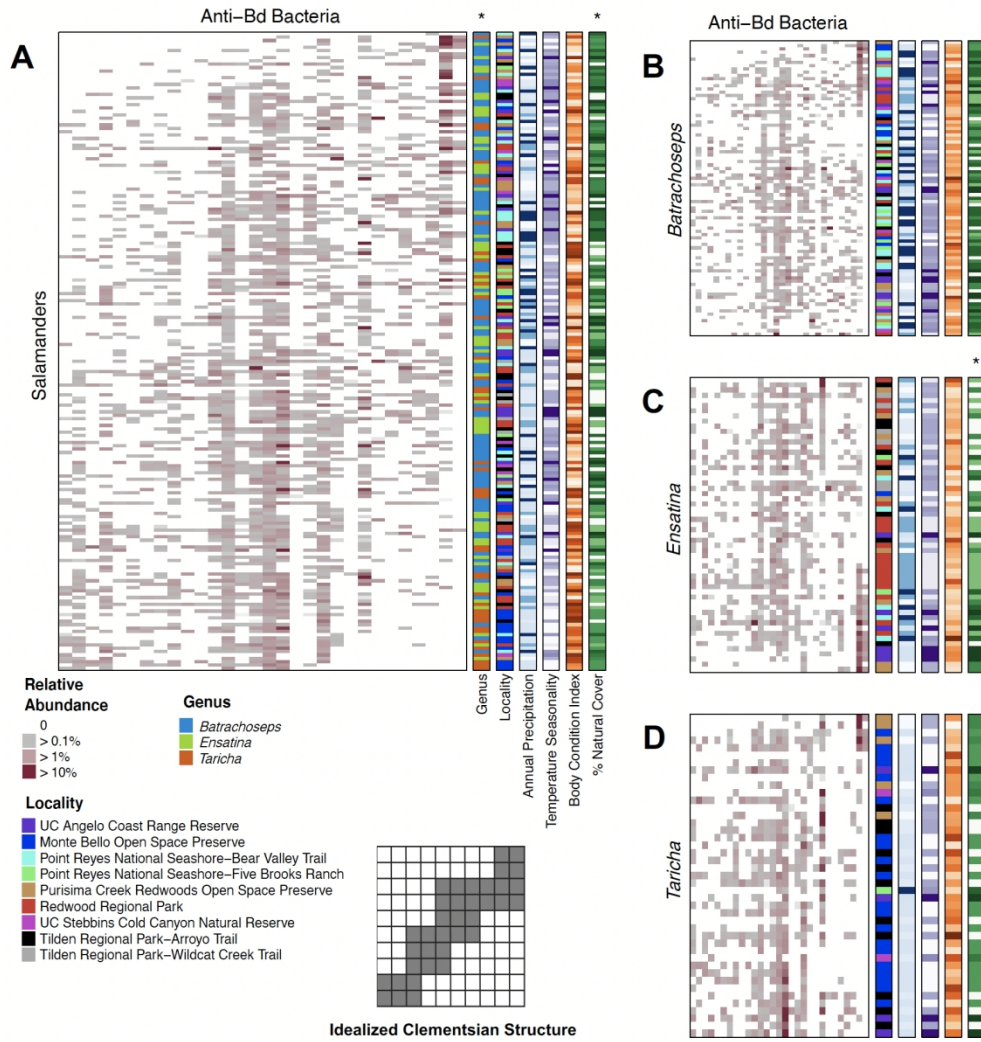 Anti−Bd Bacteria
*
*
A
Salamanders
Genus
Locality
Annual Precipitation
Temperature Seasonality
Body Condition Index
% Natural Cover
Relative
Abundance
0
> 0.1%
> 1%
> 10%
Genus
Batrachoseps
Ensatina
Taricha
Locality
UC Angelo Coast Range Reserve
Monte Bello Open Space Preserve
Point Reyes National Seashore−Bear Valley Trail
Point Reyes National Seashore−Five Brooks Ranch
Purisima Creek Redwoods Open Space Preserve
Redwood Regional Park
UC Stebbins Cold Canyon Natural Reserve
Tilden Regional Park−Arroyo Trail
Tilden Regional Park−Wildcat Creek Trail
Idealized Clementsian Structure
Anti−Bd Bacteria
B
Batrachoseps
*
C
Ensatina
D
Taricha